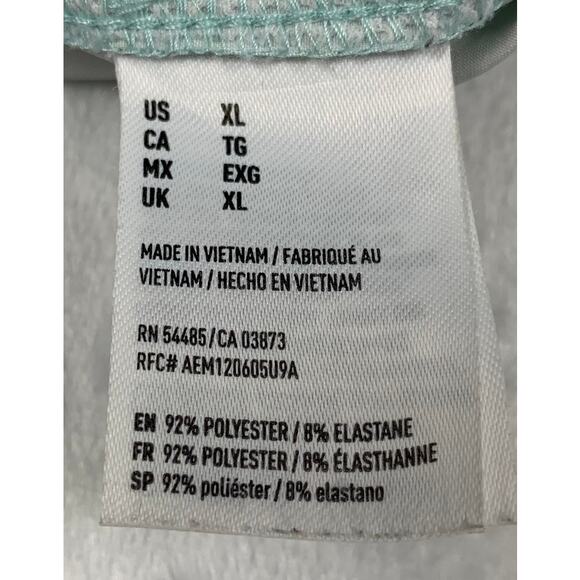 US XL
CA TG
MX EXG
UK XL
MADE IN VIETNAM / FABRIQUÉ AU
VIETNAM / HECHO EN VIETNAM
RN 54485 / CA 03873
RFC# AEM120605U9A
EN 92% POLYESTER / 8% ELASTANE
FR 92% POLYESTER / 8% ÉLASTHANNE
SP 92% poliéster / 8% elastano